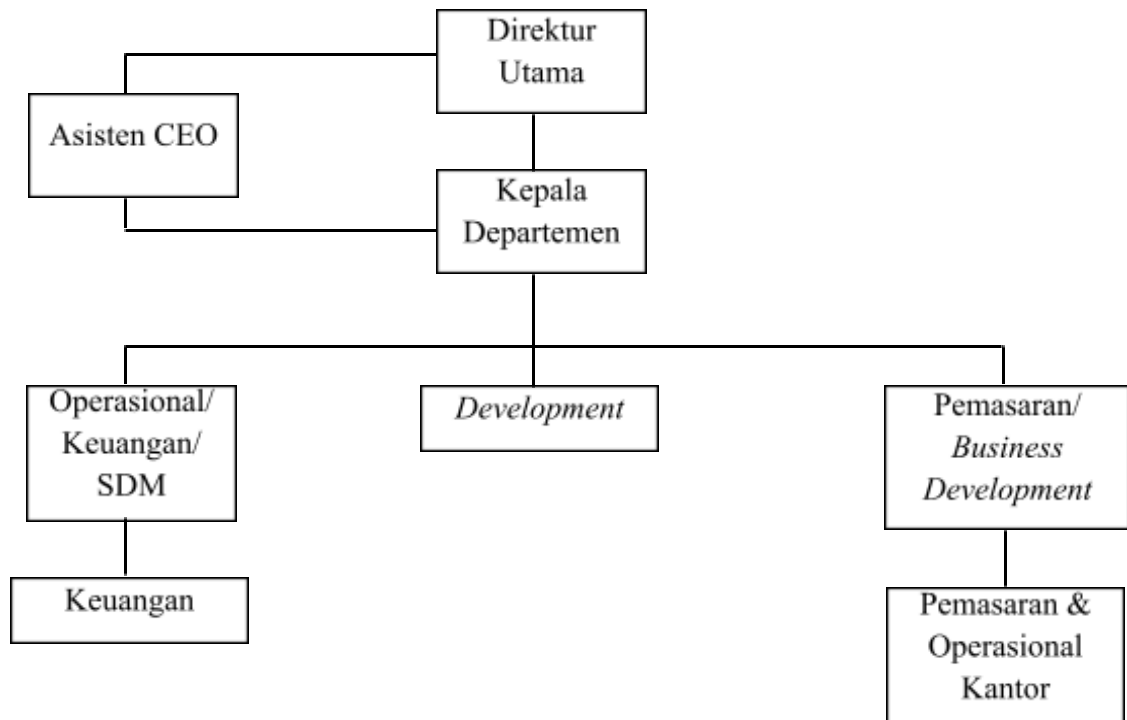 Direktur
Utama
Asisten CEO
Kepala
Departemen
Operasional/
Keuangan/
SDM
Development
Pemasaran/
Business
Development
Keuangan
Pemasaran &
Operasional
Kantor